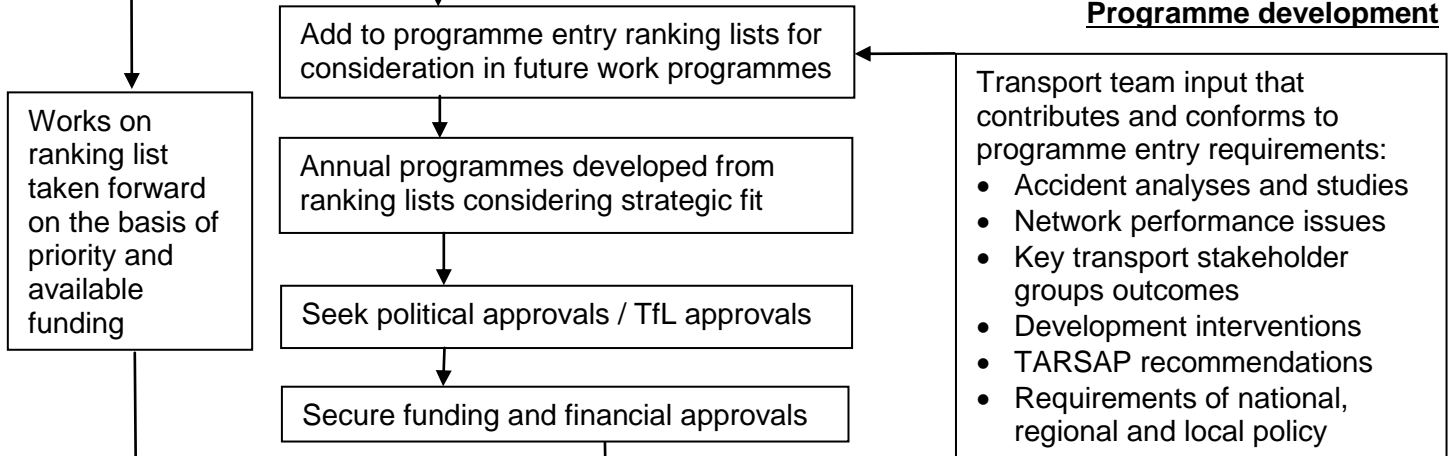 Programme development
Add to programme entry ranking lists for
consideration in future work programmes
Works on
ranking list
taken forward
on the basis of
priority and
available
funding
Annual programmes developed from
ranking lists considering strategic fit
Seek political approvals / TfL approvals
Secure funding and financial approvals
Transport team input that
contributes and conforms to
programme entry requirements:
• Accident analyses and studies
• Network performance issues
• Key transport stakeholder
groups outcomes
• Development interventions
• TARSAP recommendations
• Requirements of national,
regional and local policy